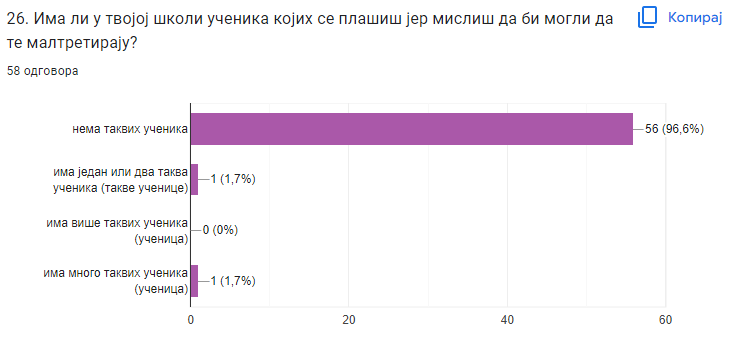 26. Има ли у твојој школи ученика којих се плашиш јер мислиш да би могли да
те малтретирају?
Копирај
58 одговора
нема таквих ученика
56 (96,6%)
има један или два таква
ученика (такве ученице)
1 (1,7%)
има више таквих ученика
(ученица)
0 (0%)
има много таквих ученика
(ученица)
1 (1,7%)
0 20 40 60